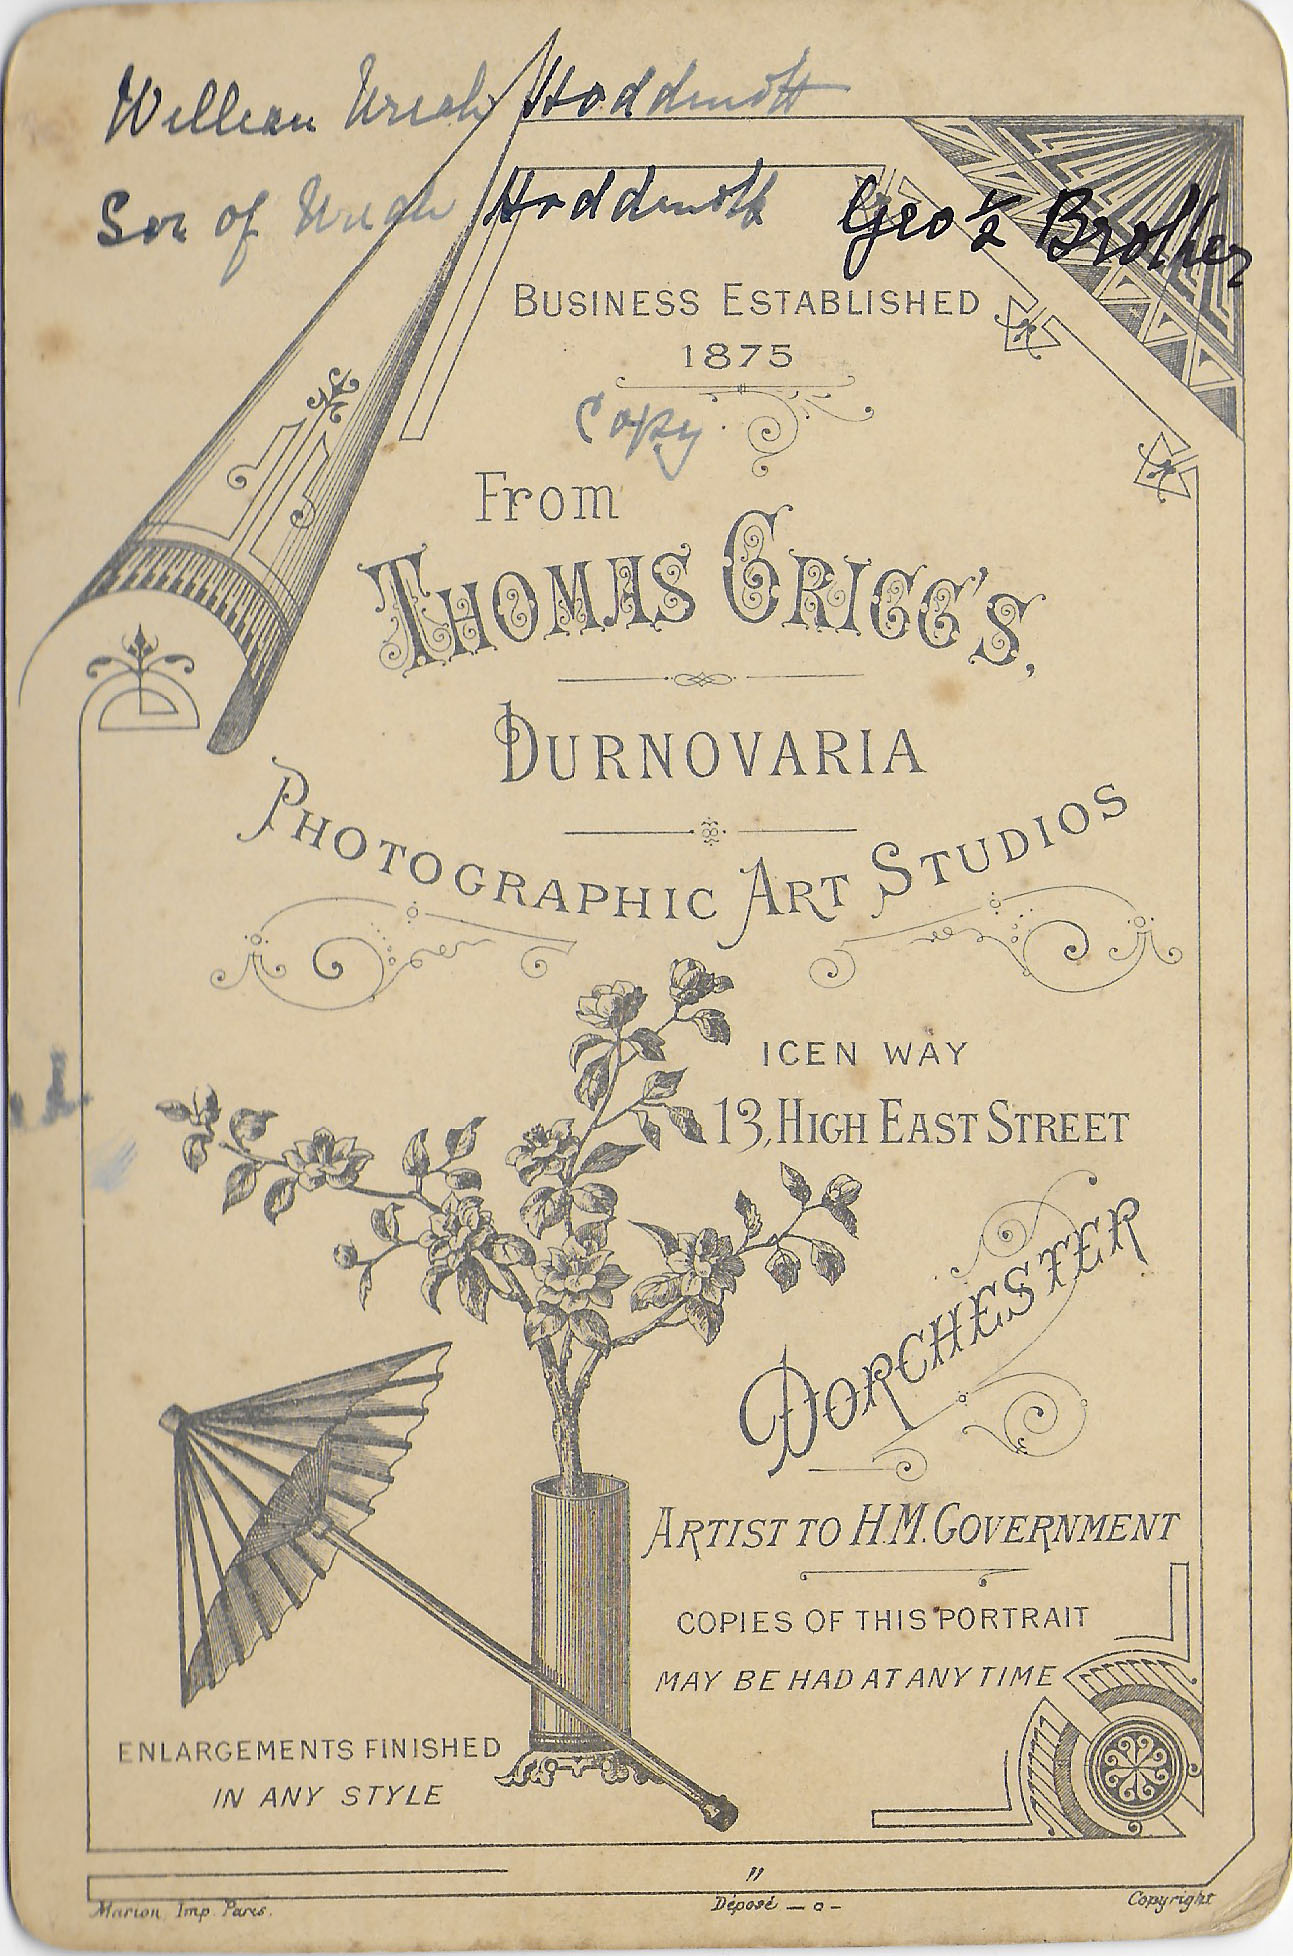 William Uriah Hoddinott
Son of Uriah Hoddinott Geo ½ Brother
BUSINESS ESTABLISHED
1875
Copy
From
THOMAS GRIGG'S,
DURNOVARIA
PHOTOGRAPHIC ART STUDIOS
ICEN WAY
13, HIGH EAST STREET
DORCHESTER
ARTIST TO H.M. GOVERNMENT
COPIES OF THIS PORTRAIT
MAY BE HAD AT ANY TIME
ENLARGEMENTS FINISHED
IN ANY STYLE
"
Marion Imp. Paris.
Déposé — o –
Copyright